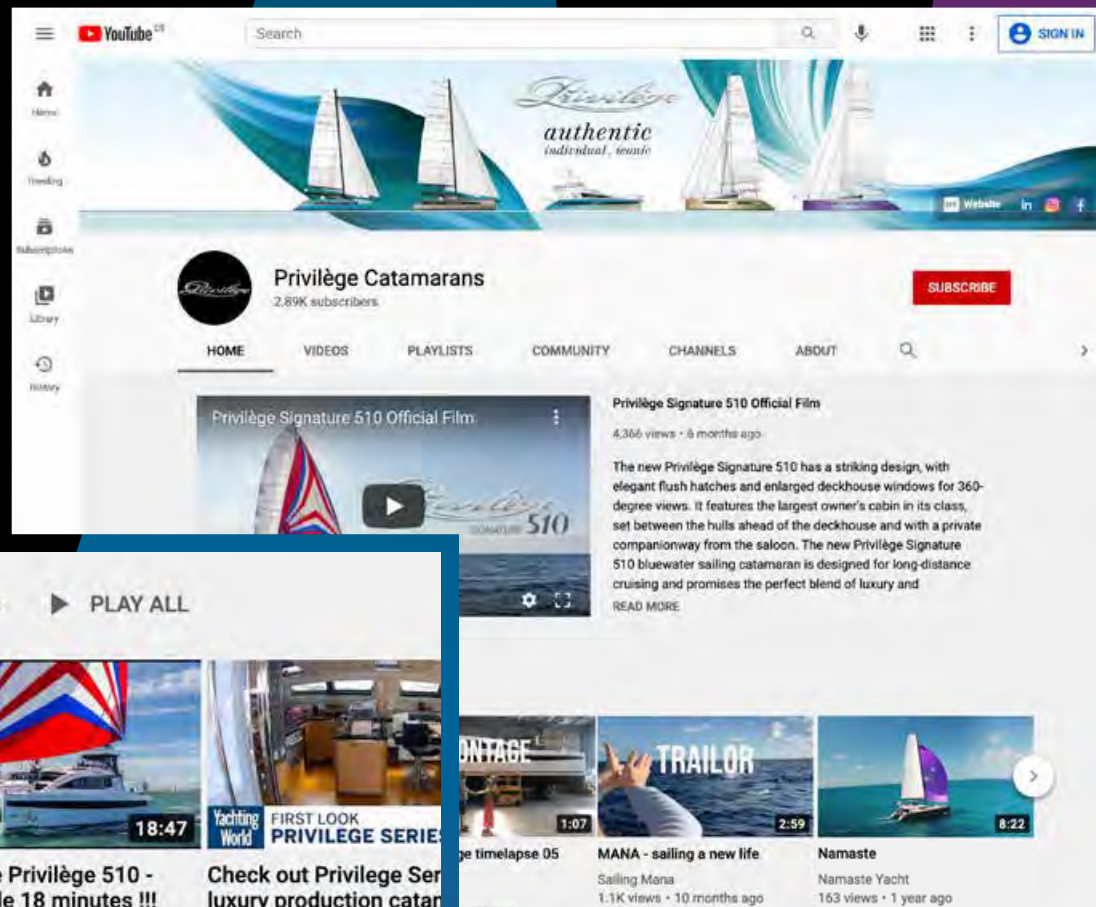 YouTube
Search
SIGN IN
Home
Trending
Subscriptions
Library
History
Privilège
authentic
individual, iconic
Website
in
f
Privilège
Privilège Catamarans
2.89K subscribers
SUBSCRIBE
HOME
VIDEOS
PLAYLISTS
COMMUNITY
CHANNELS
ABOUT
Privilège Signature 510 Official Film
Privilège
SIGNATURE 510
Privilège Signature 510 Official Film
4,366 views • 6 months ago
The new Privilège Signature 510 has a striking design, with
elegant flush hatches and enlarged deckhouse windows for 360-
degree views. It features the largest owner's cabin in its class,
set between the hulls ahead of the deckhouse and with a private
companionway from the saloon. The new Privilège Signature
510 bluewater sailing catamaran is designed for long-distance
cruising and promises the perfect blend of luxury and
READ MORE
PLAY ALL
18:47
Privilège 510 -
18 minutes !!!
Yachting
World
FIRST LOOK
PRIVILEGE SERIE
Check out Privilege Ser
luxury production catar
ONTAGE
1:07
ge timelapse 05
TRAILOR
2:59
MANA - sailing a new life
Sailing Mana
1.1K views • 10 months ago
8:22
Namaste
Namaste Yacht
163 views • 1 year ago